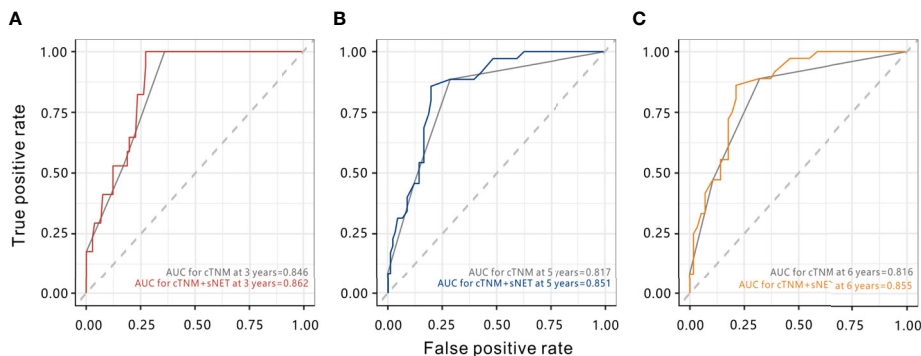 A
B
C
True positive rate
1.00
0.75
0.50
0.25
0.00
AUC for cTNM at 3 years=0.846
AUC for cTNM+sNET at 3 years=0.862
0.00 0.25 0.50 0.75 1.00
1.00
0.75
0.50
0.25
0.00
AUC for cTNM at 5 years=0.817
AUC for cTNM+sNET at 5 years=0.851
0.00 0.25 0.50 0.75 1.00
1.00
0.75
0.50
0.25
0.00
AUC for cTNM at 6 years=0.816
AUC for cTNM+sNE at 6 years=0.855
0.00 0.25 0.50 0.75 1.00
False positive rate